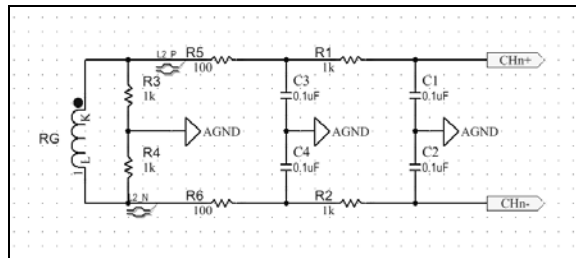 L2_P R5 R1 CHn+
100 1k
R3 C3 C1
1k 0.1uF 0.1uF
K
RG AGND AGND AGND
R4 C4 C2
1k 0.1uF 0.1uF
L
L2_N R6 R2 CHn-
100 1k